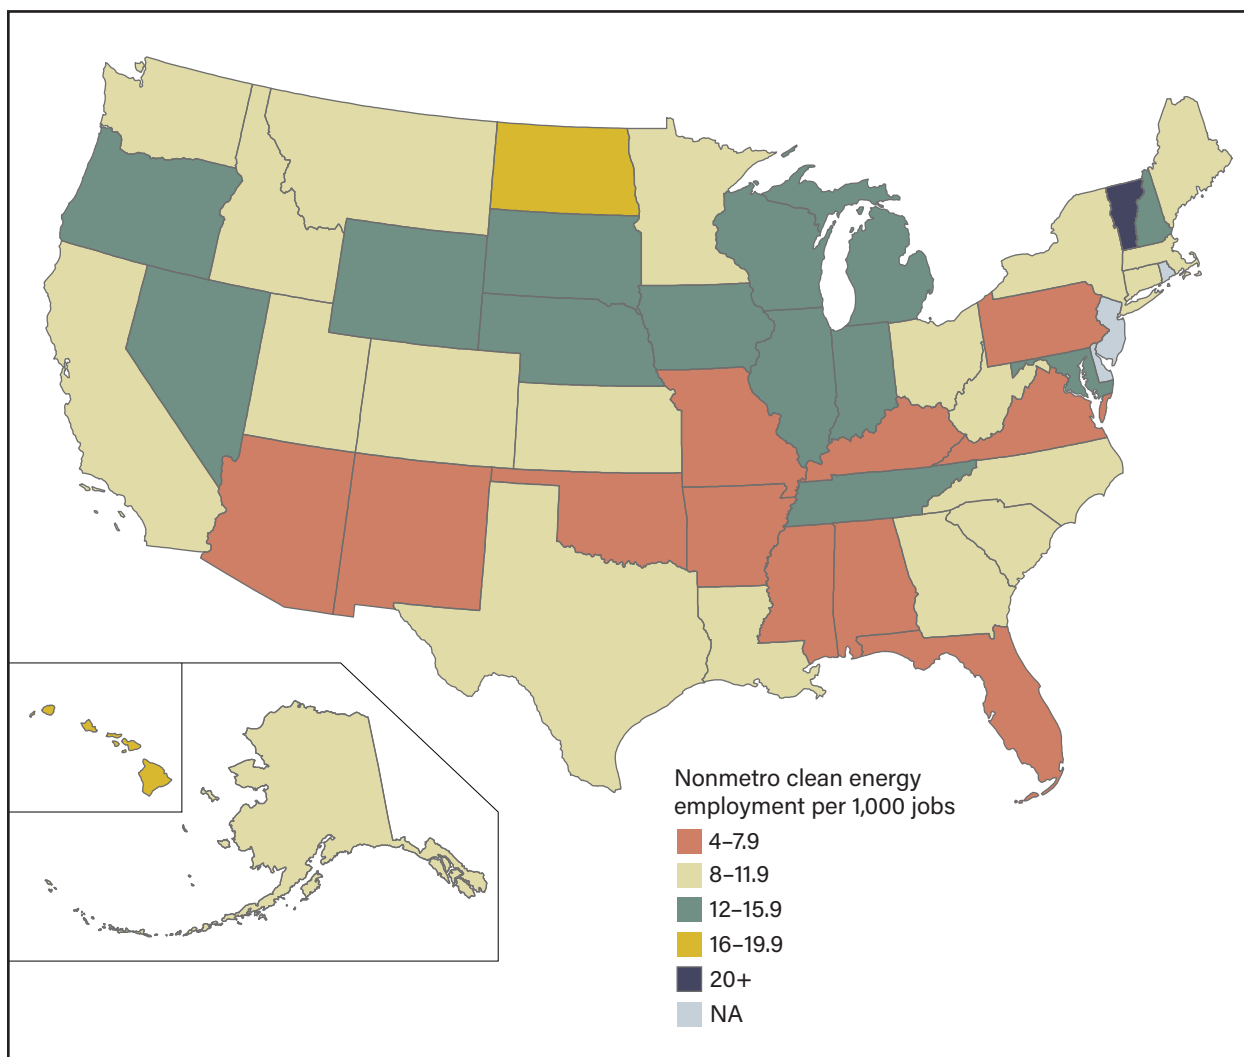 Nonmetro clean energy
employment per 1,000 jobs
4–7.9
8–11.9
12–15.9
16–19.9
20+
NA